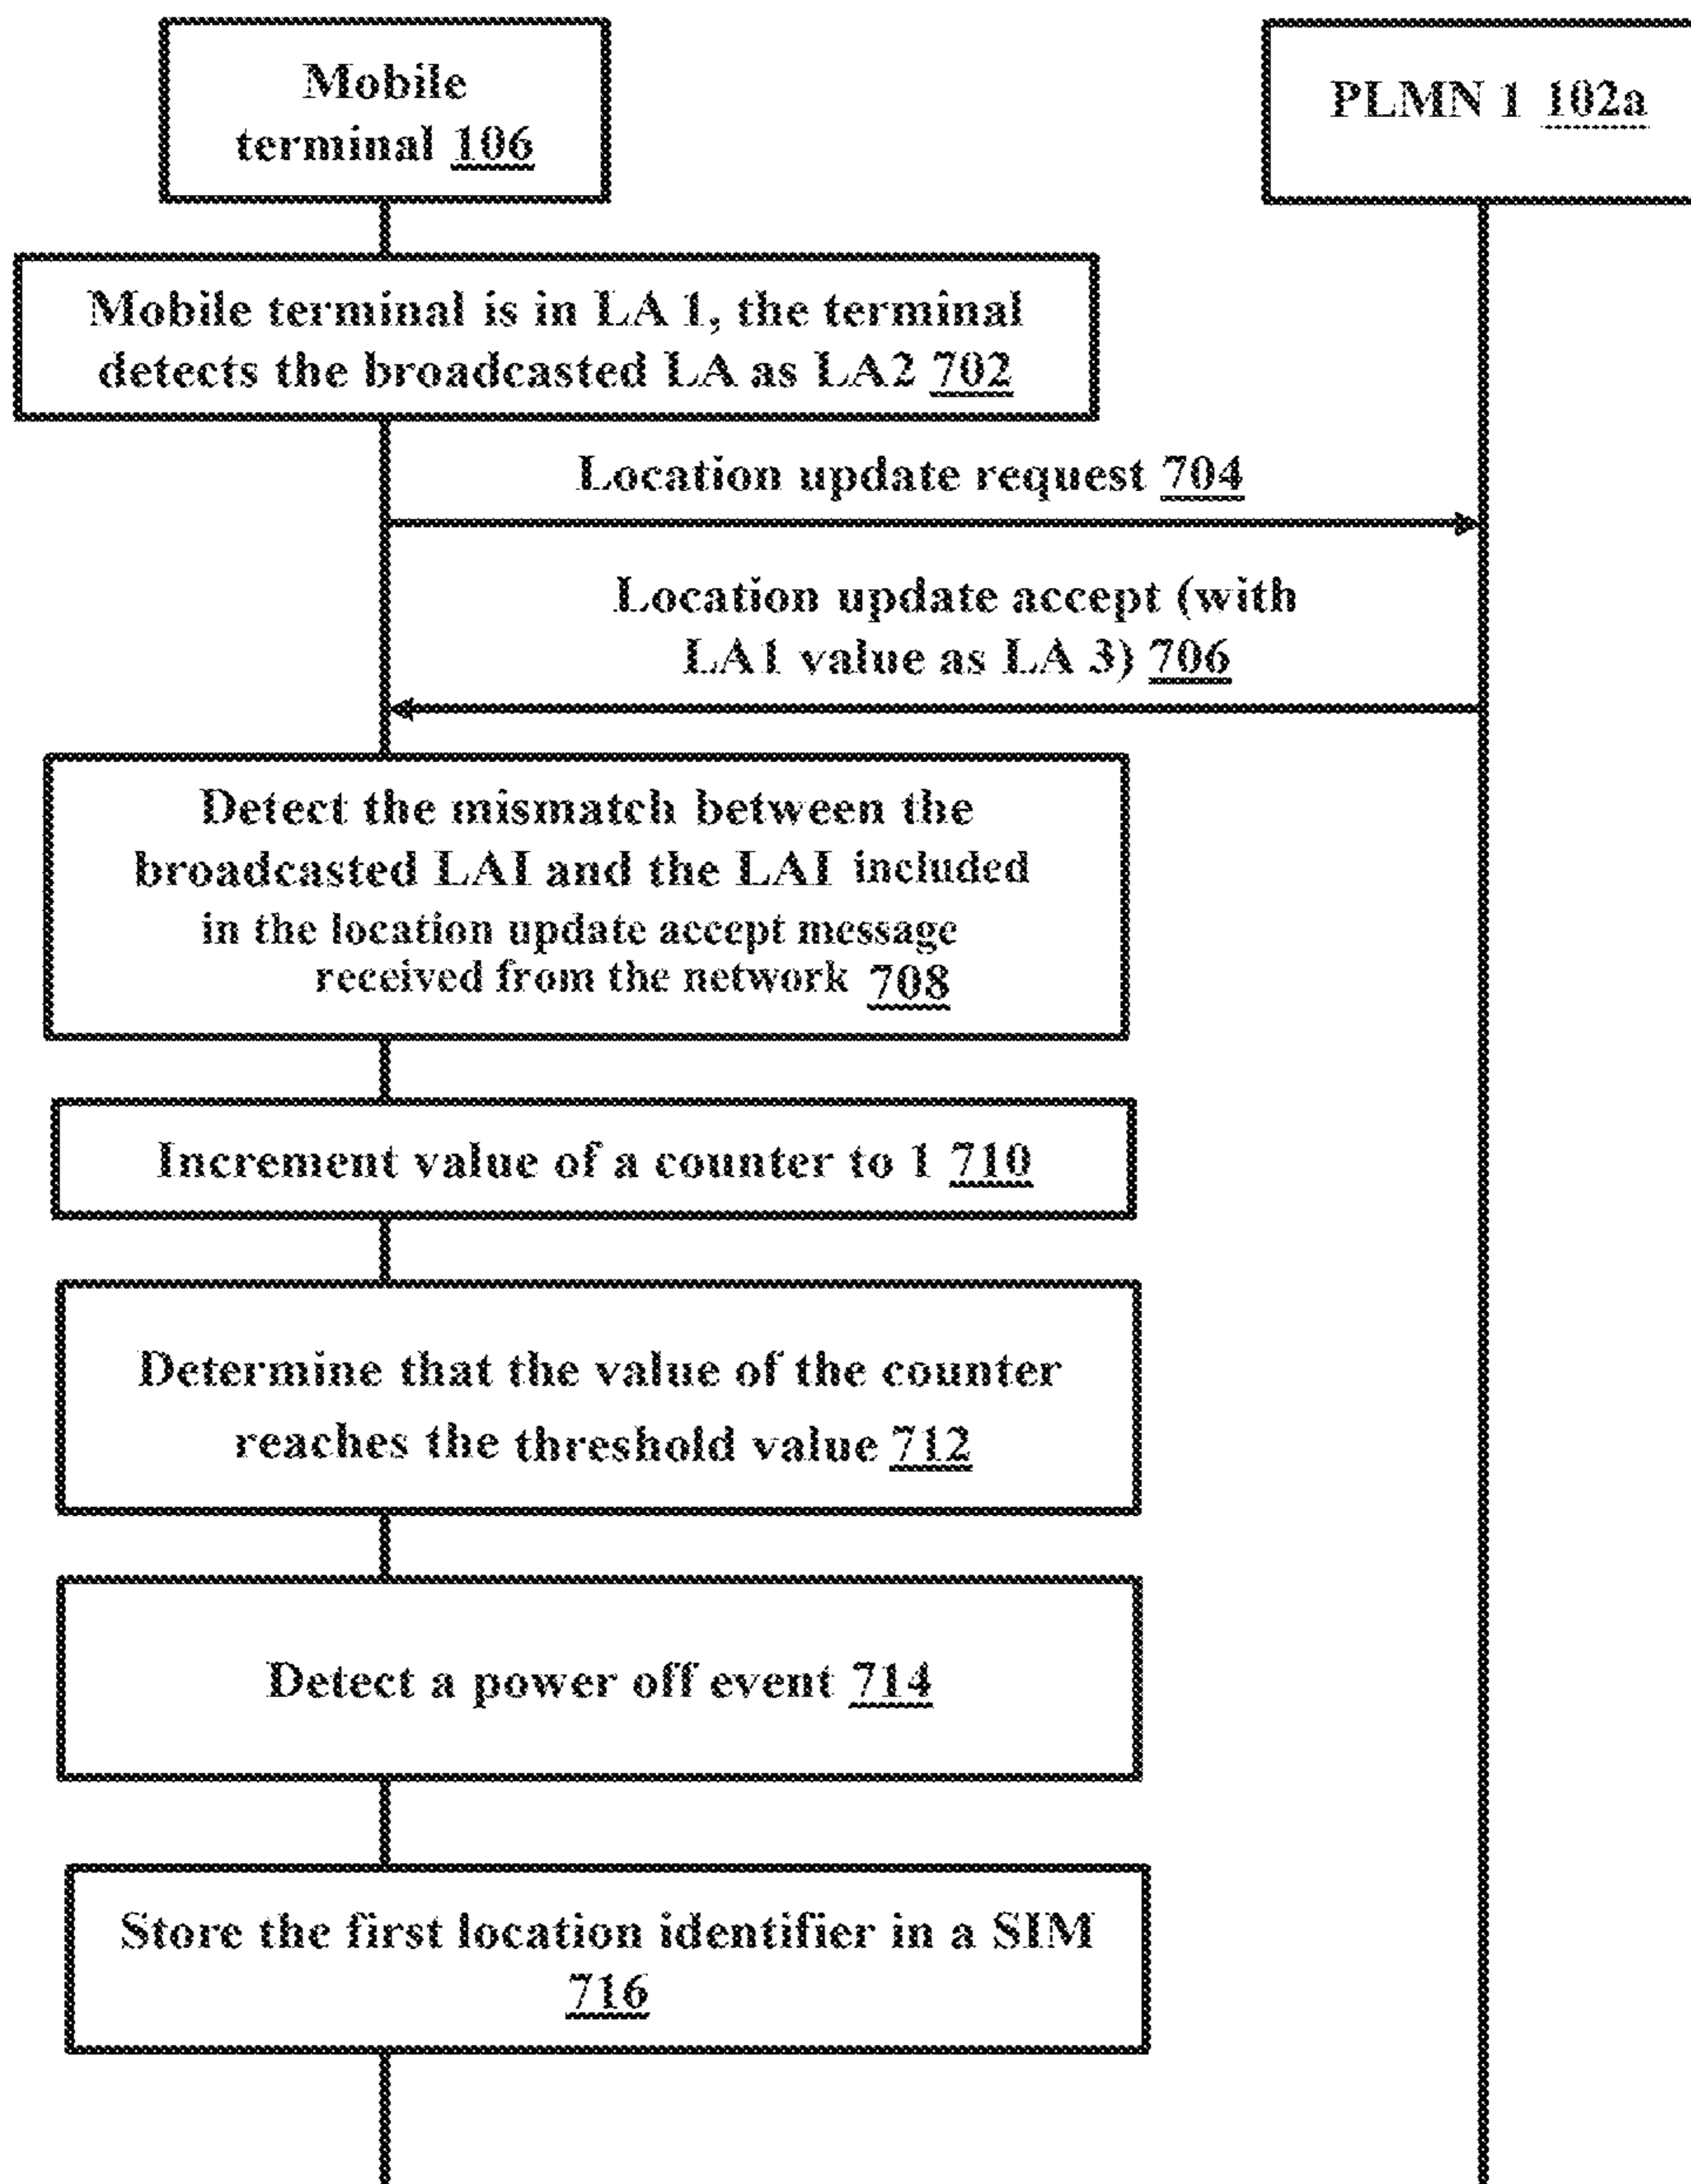 Mobile
terminal 106
PLMN 1 102a
Mobile terminal is in LA 1, the terminal
detects the broadcasted LA as LA2 702
Location update request 704
Location update accept (with
LA1 value as LA 3) 706
Detect the mismatch between the
broadcasted LAI and the LAI included
in the location update accept message
received from the network 708
Increment value of a counter to 1 710
Determine that the value of the counter
reaches the threshold value 712
Detect a power off event 714
Store the first location identifier in a SIM
716